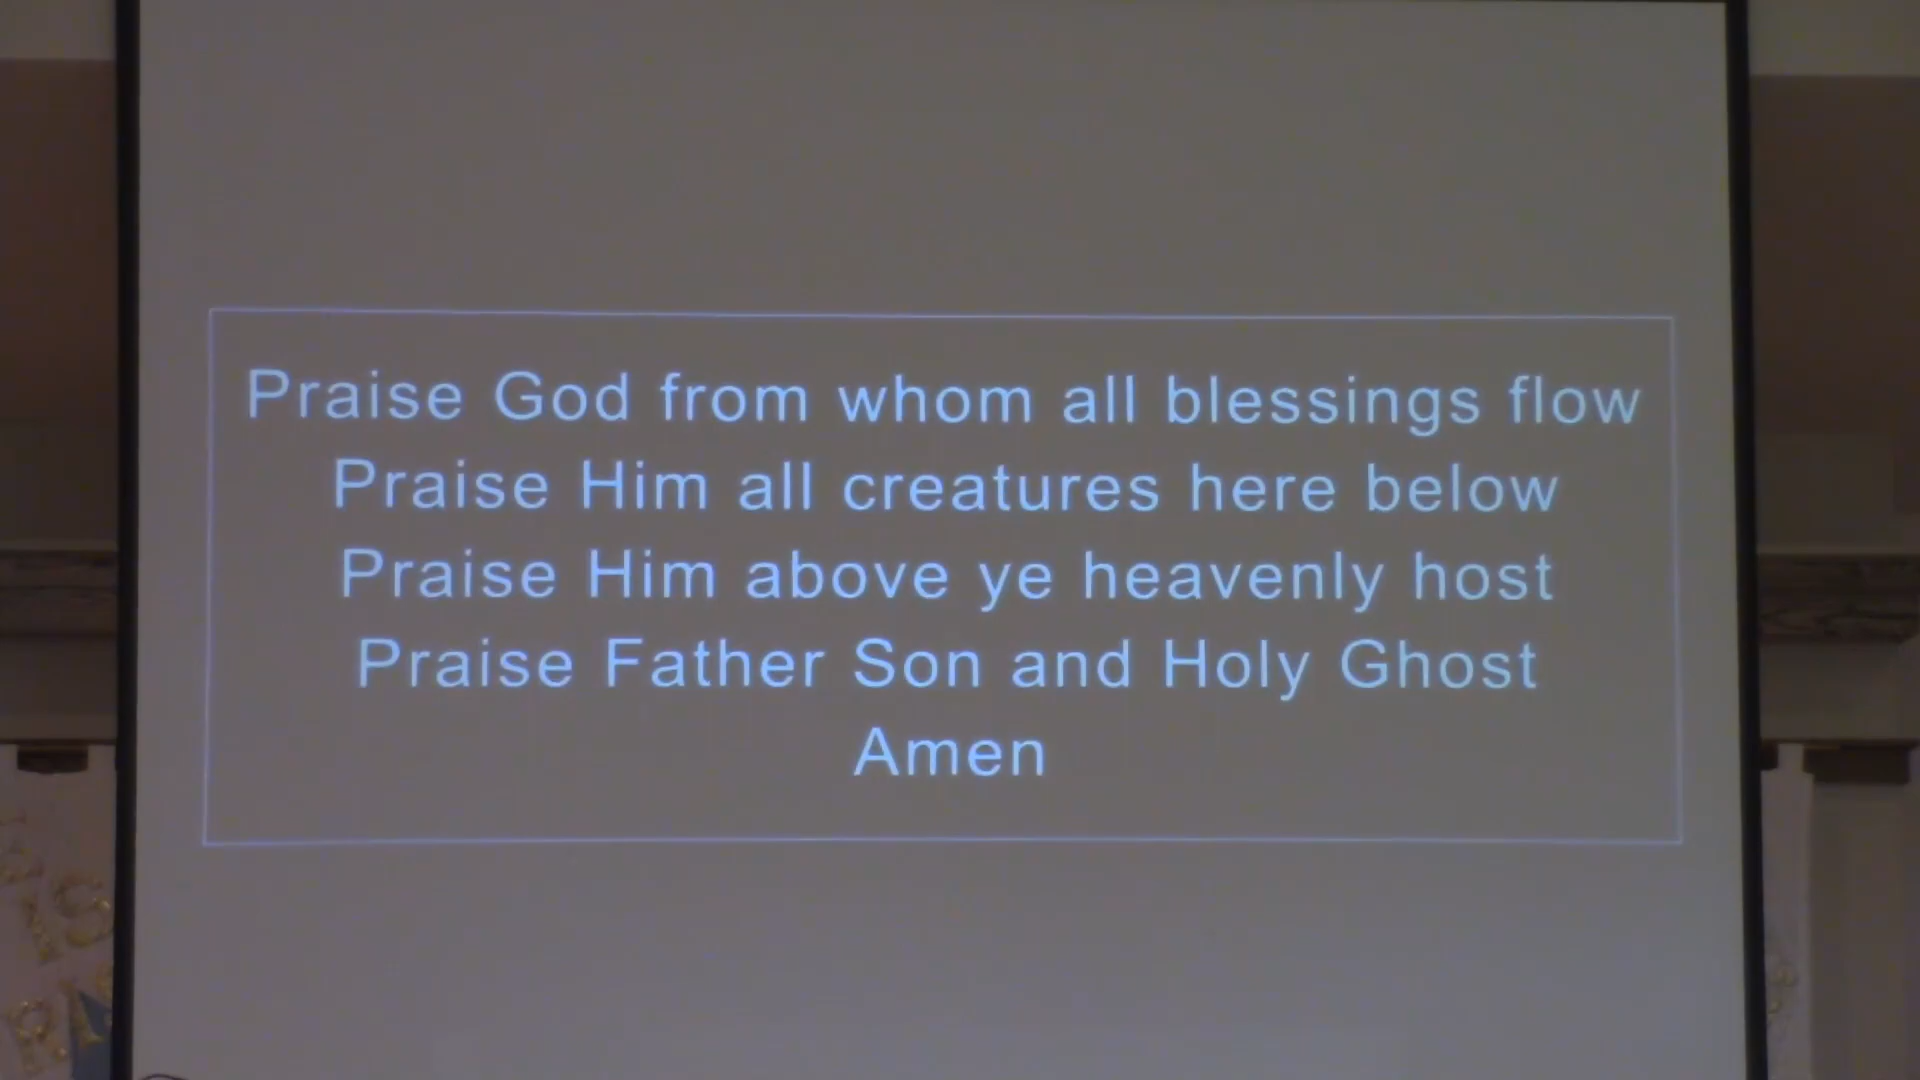 Praise God from whom all blessings flow
Praise Him all creatures here below
Praise Him above ye heavenly host
Praise Father Son and Holy Ghost
Amen